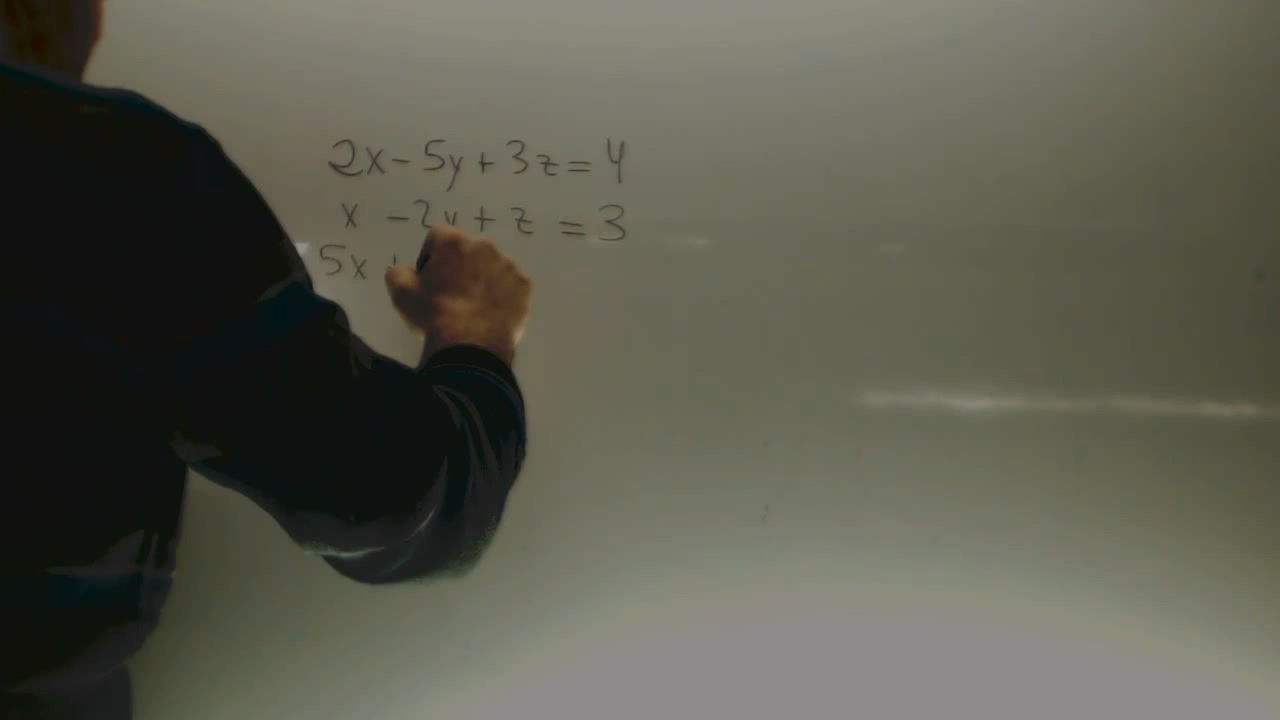 2x - 5y + 3z = 4
x - 2y + z = 3
5x +